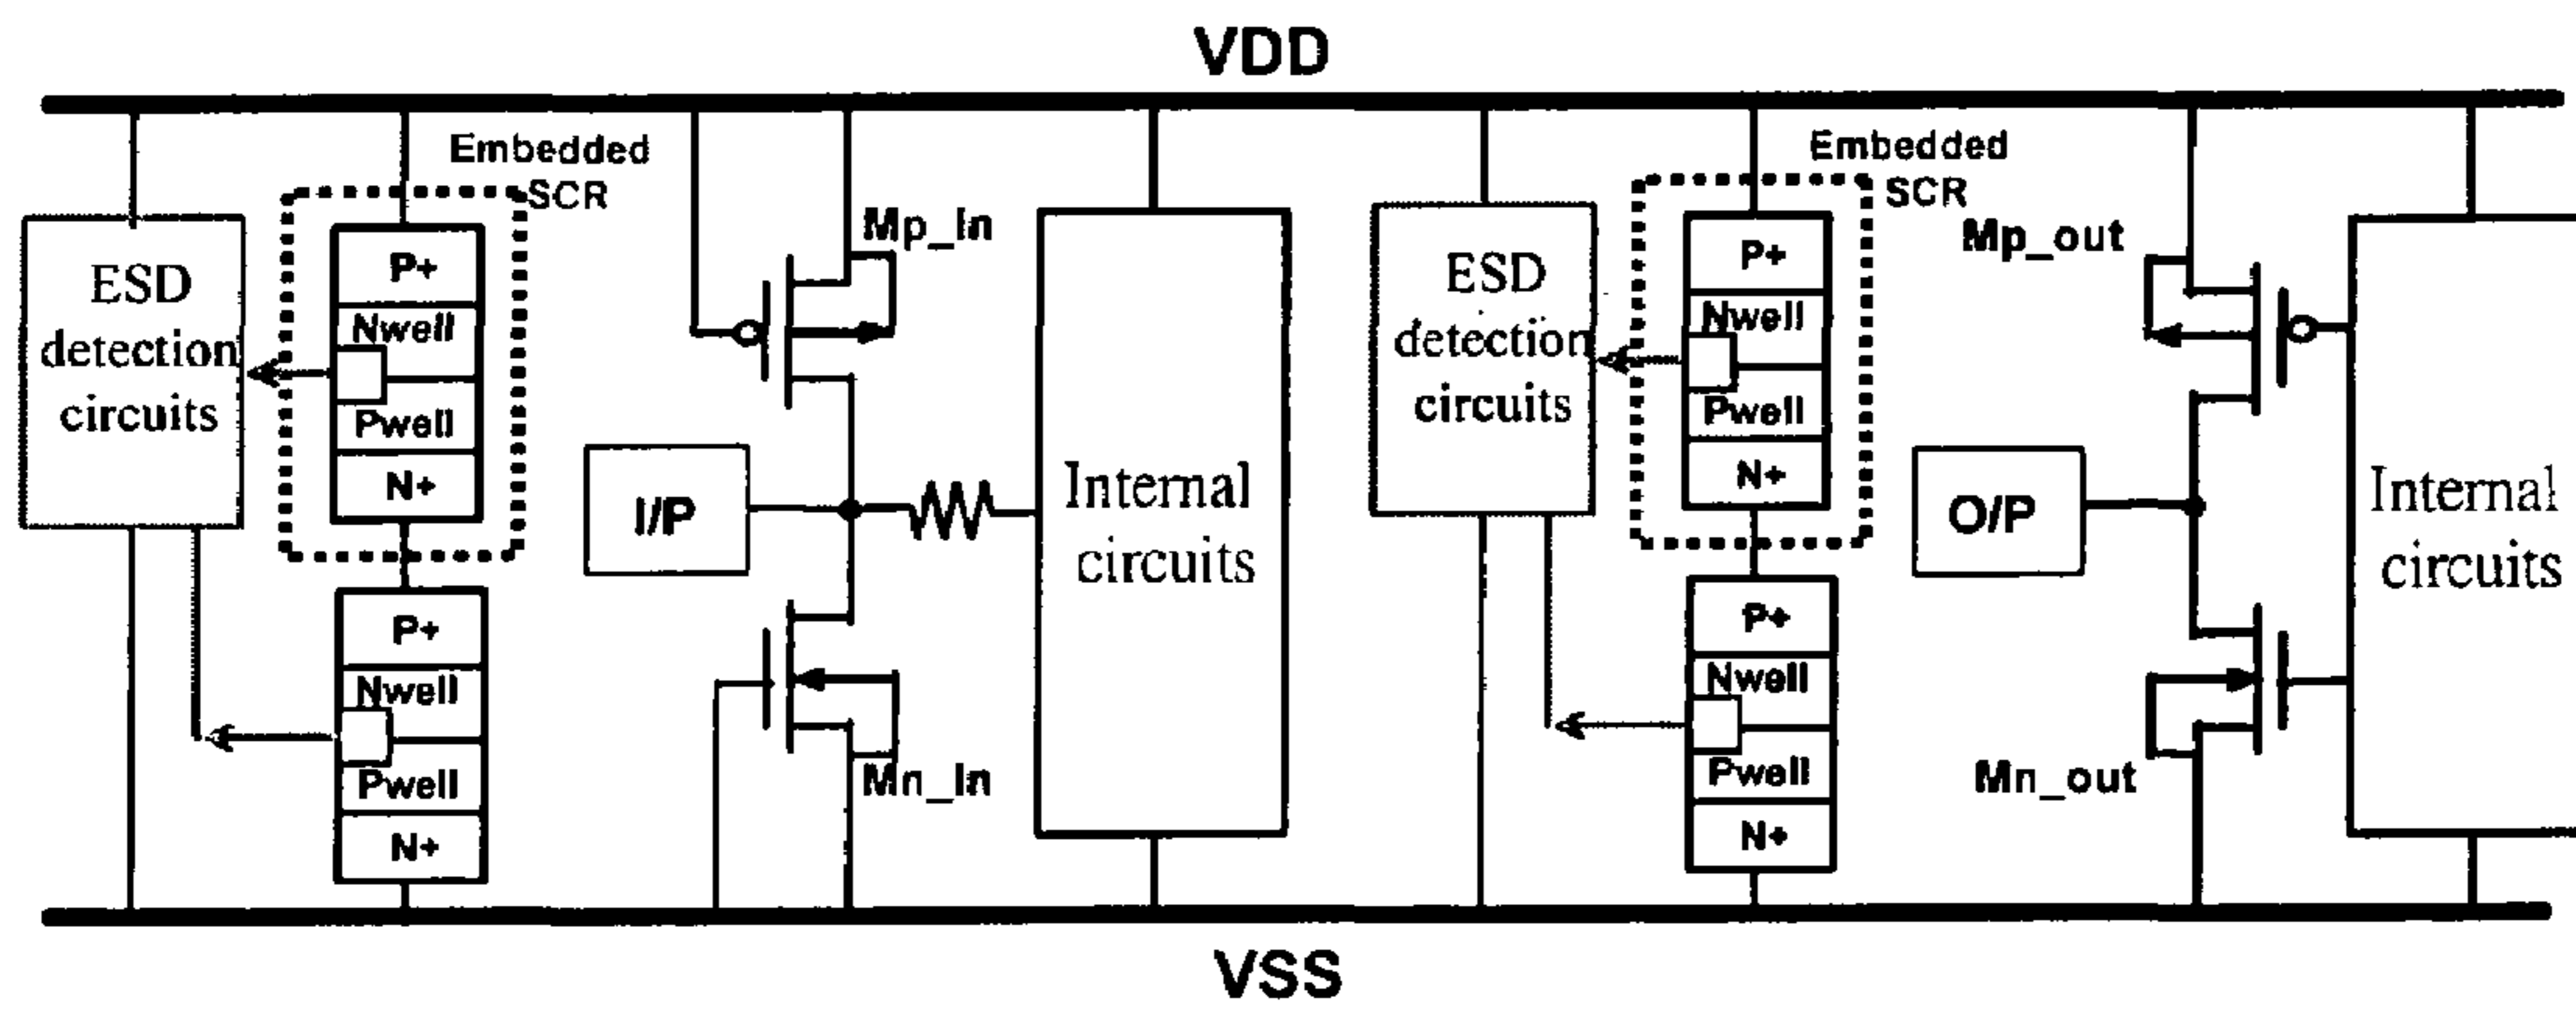 VDD
Embedded
SCR
ESD
detection
circuits
P+
Nwell
Pwell
N+
P+
Nwell
Pwell
N+
Mp_In
I/P
Mn_In
Internal
circuits
Embedded
SCR
ESD
detection
circuits
P+
Nwell
Pwell
N+
P+
Nwell
Pwell
N+
Mp_out
O/P
Mn_out
Internal
circuits
VSS